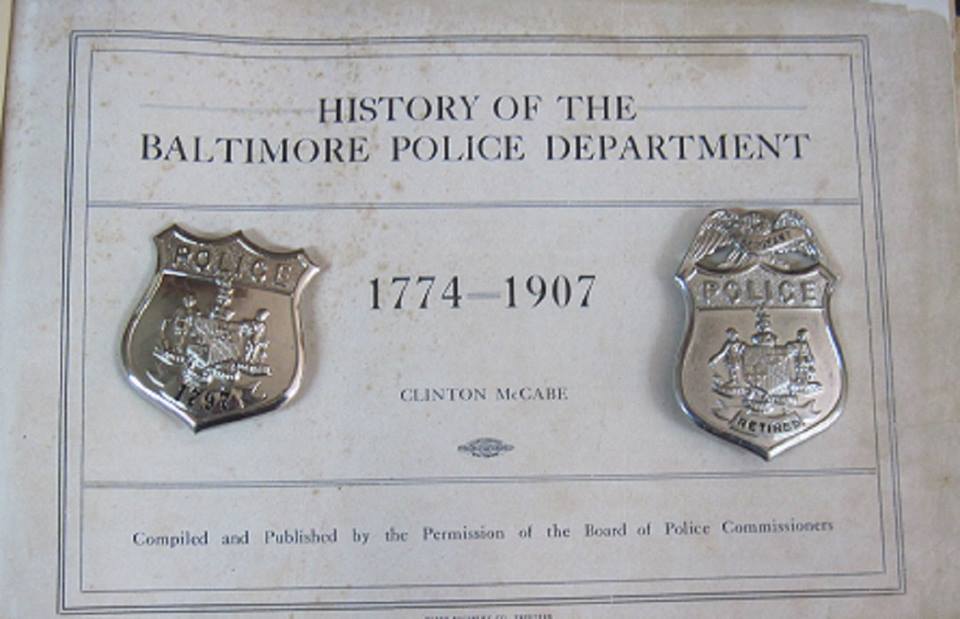 HISTORY OF THE
BALTIMORE POLICE DEPARTMENT
POLICE
1797
1774—1907
POLICE
RETIRED
CLINTON McCABE
Compiled and Published by the Permission of the Board of Police Commissioners